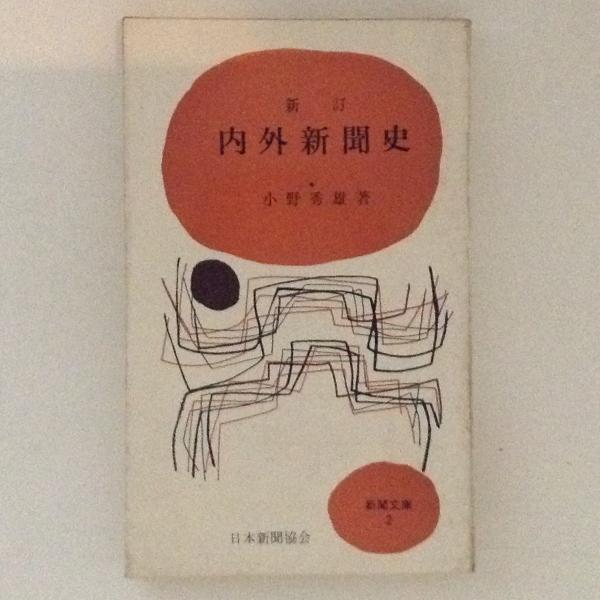 新訂
内外新聞史
小野秀雄著
新聞文庫
2
日本新聞協会